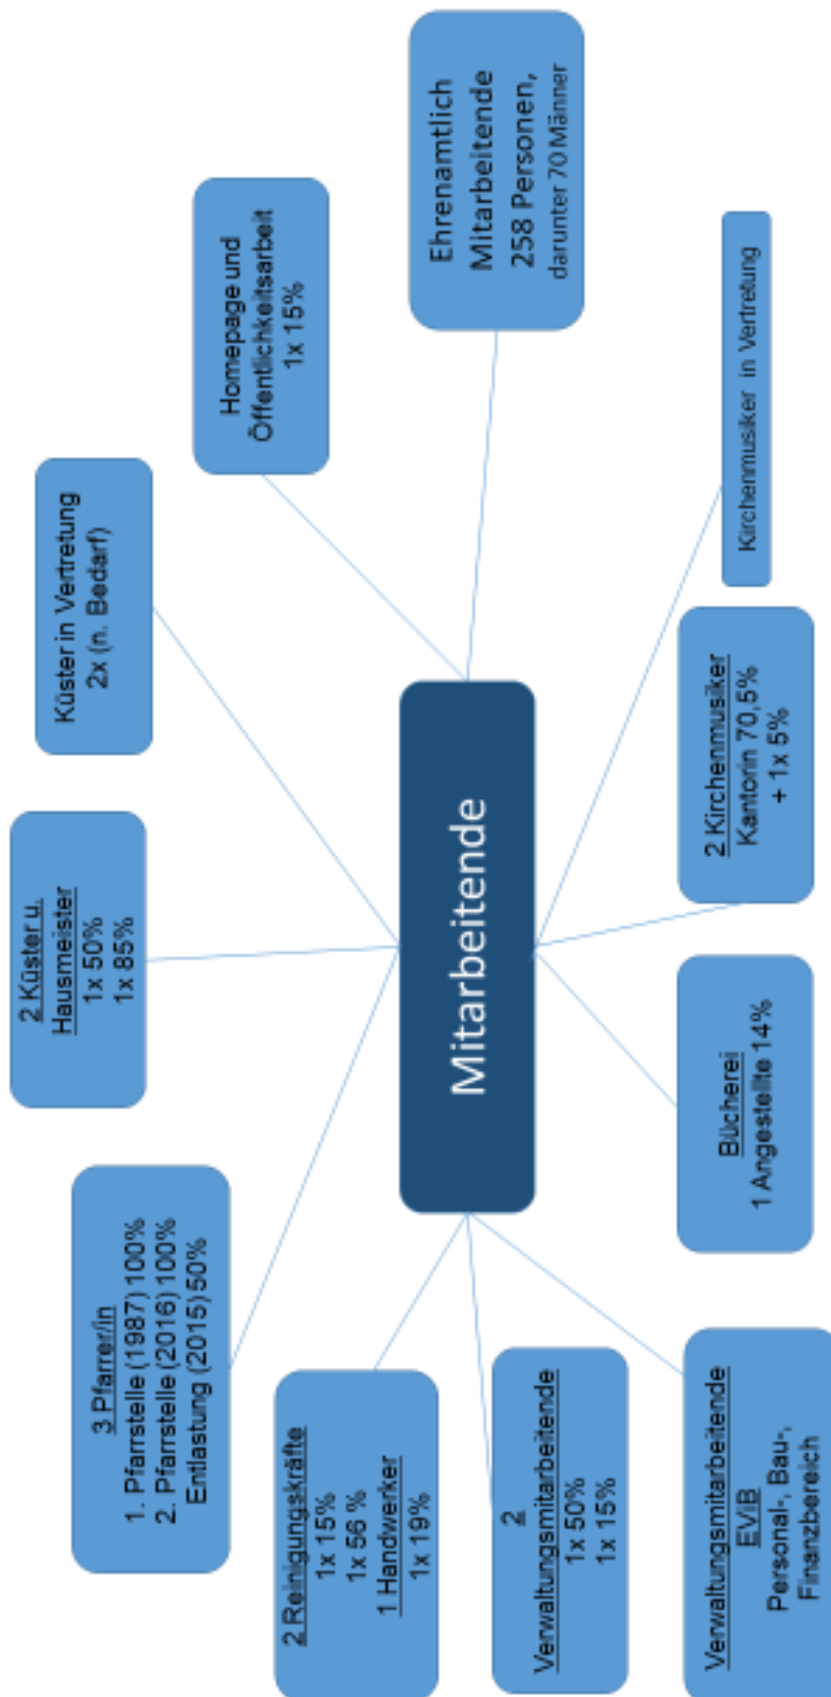 3 Pfarrer/in
1. Pfarrstelle (1987) 100%
2. Pfarrstelle (2016) 100%
Entlastung (2015) 50%
2 Küster u.
Hausmeister
1x 50%
1x 85%
Küster in Vertretung
2x (n. Bedarf)
Homepage und
Öffentlichkeitsarbeit
1x 15%
2 Reinigungskräfte
1x 15%
1x 56 %
1 Handwerker
1x 19%
Mitarbeitende
Ehrenamtlich
Mitarbeitende
258 Personen,
darunter 70 Männer
2
Verwaltungsmitarbeitende
1x 50%
1x 15%
Verwaltungsmitarbeitende
EViB
Personal-, Bau-,
Finanzbereich
Bücherei
1 Angestellte 14%
2 Kirchenmusiker
Kantorin 70,5%
+ 1x 5%
Kirchenmusiker in Vertretung